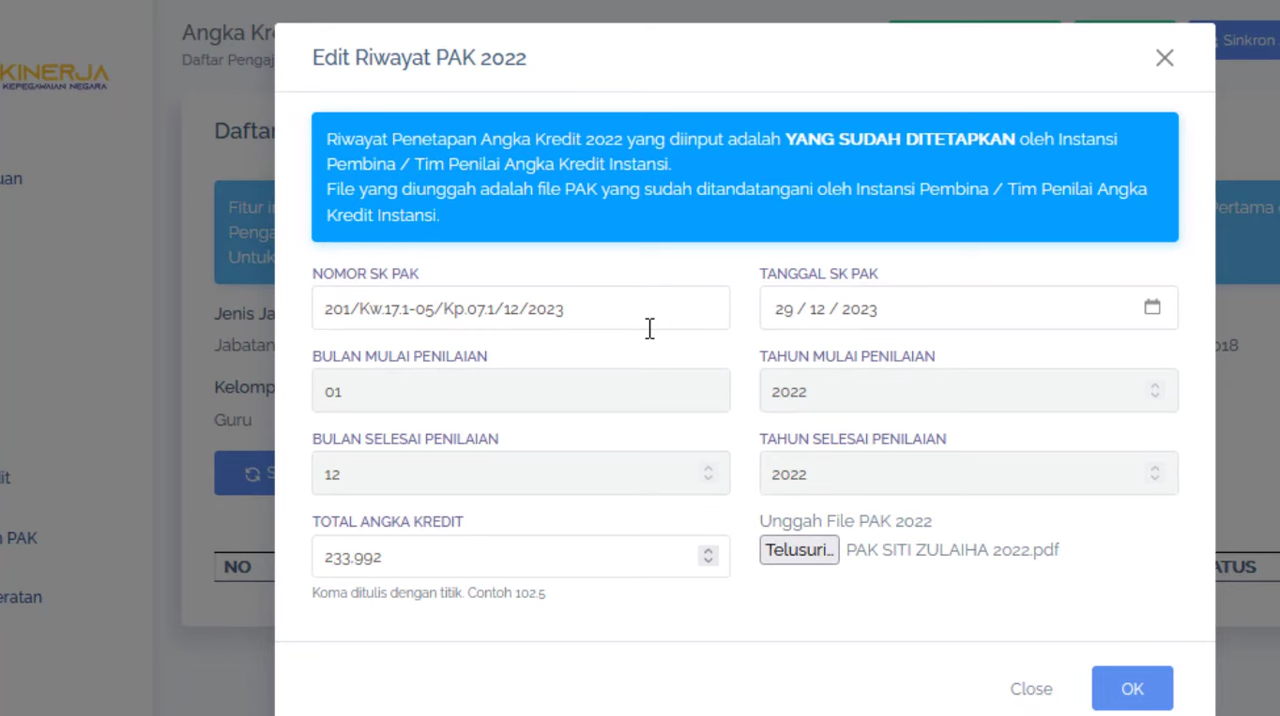 Angka Kr
Daftar Pengaj
Sinkron
KINERJA
KEPEGAWAIAN NEGARA
Edit Riwayat PAK 2022
Riwayat Penetapan Angka Kredit 2022 yang diinput adalah YANG SUDAH DITETAPKAN oleh Instansi
Pembina / Tim Penilai Angka Kredit Instansi.
File yang diunggah adalah file PAK yang sudah ditandatangani oleh Instansi Pembina / Tim Penilai Angka
Kredit Instansi.
Daftar
uan
Fitur in
Penga
Untuk
Pertama
NOMOR SK PAK
TANGGAL SK PAK
201/Kw.17.1-05/Kp.07.1/12/2023
29 / 12 / 2023
Jenis Ja
Jabatan
018
BULAN MULAI PENILAIAN
TAHUN MULAI PENILAIAN
01
2022
Kelomp
Guru
BULAN SELESAI PENILAIAN
TAHUN SELESAI PENILAIAN
12
2022
S
it
TOTAL ANGKA KREDIT
Unggah File PAK 2022
233,992
Telusuri... PAK SITI ZULAIHA 2022.pdf
Koma ditulis dengan titik. Contoh 102.5
n PAK
NO
ATUS
eratan
Close
OK